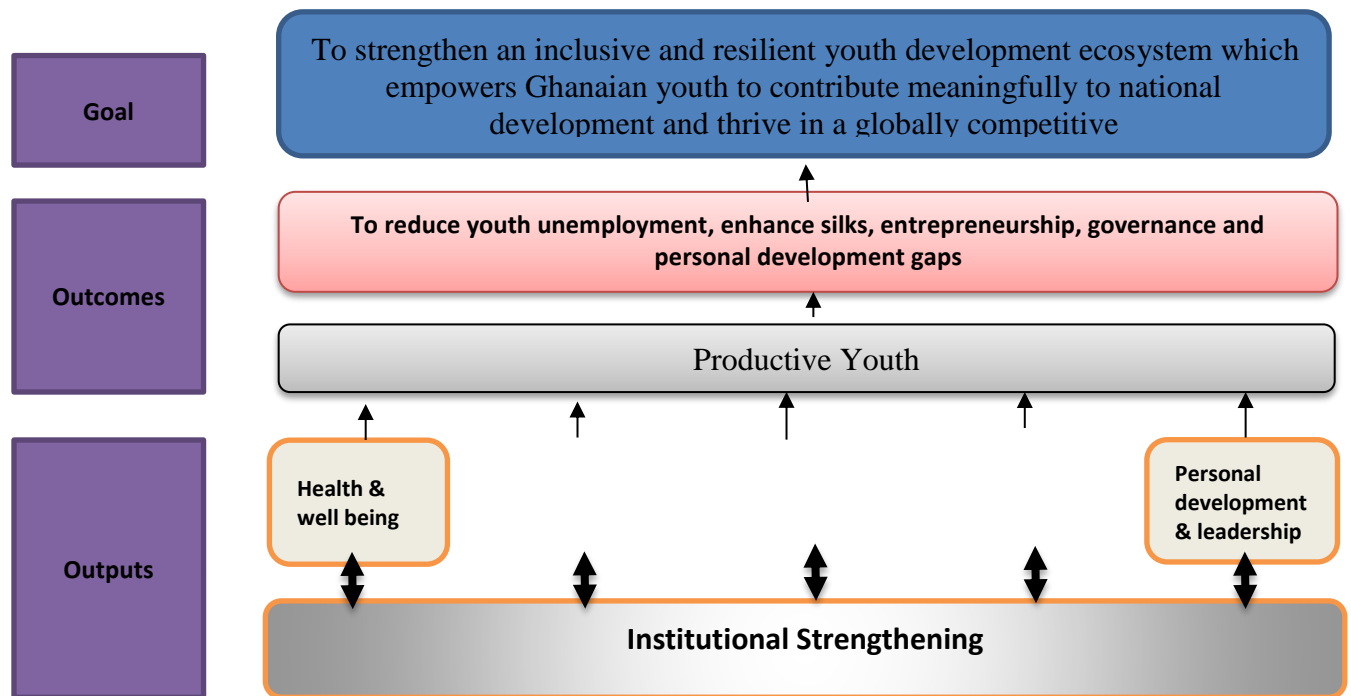 Goal
To strengthen an inclusive and resilient youth development ecosystem which
empowers Ghanaian youth to contribute meaningfully to national
development and thrive in a globally competitive
Outcomes
To reduce youth unemployment, enhance silks, entrepreneurship, governance and
personal development gaps
Productive Youth
Outputs
Health &
well being
Personal
development
& leadership
Institutional Strengthening